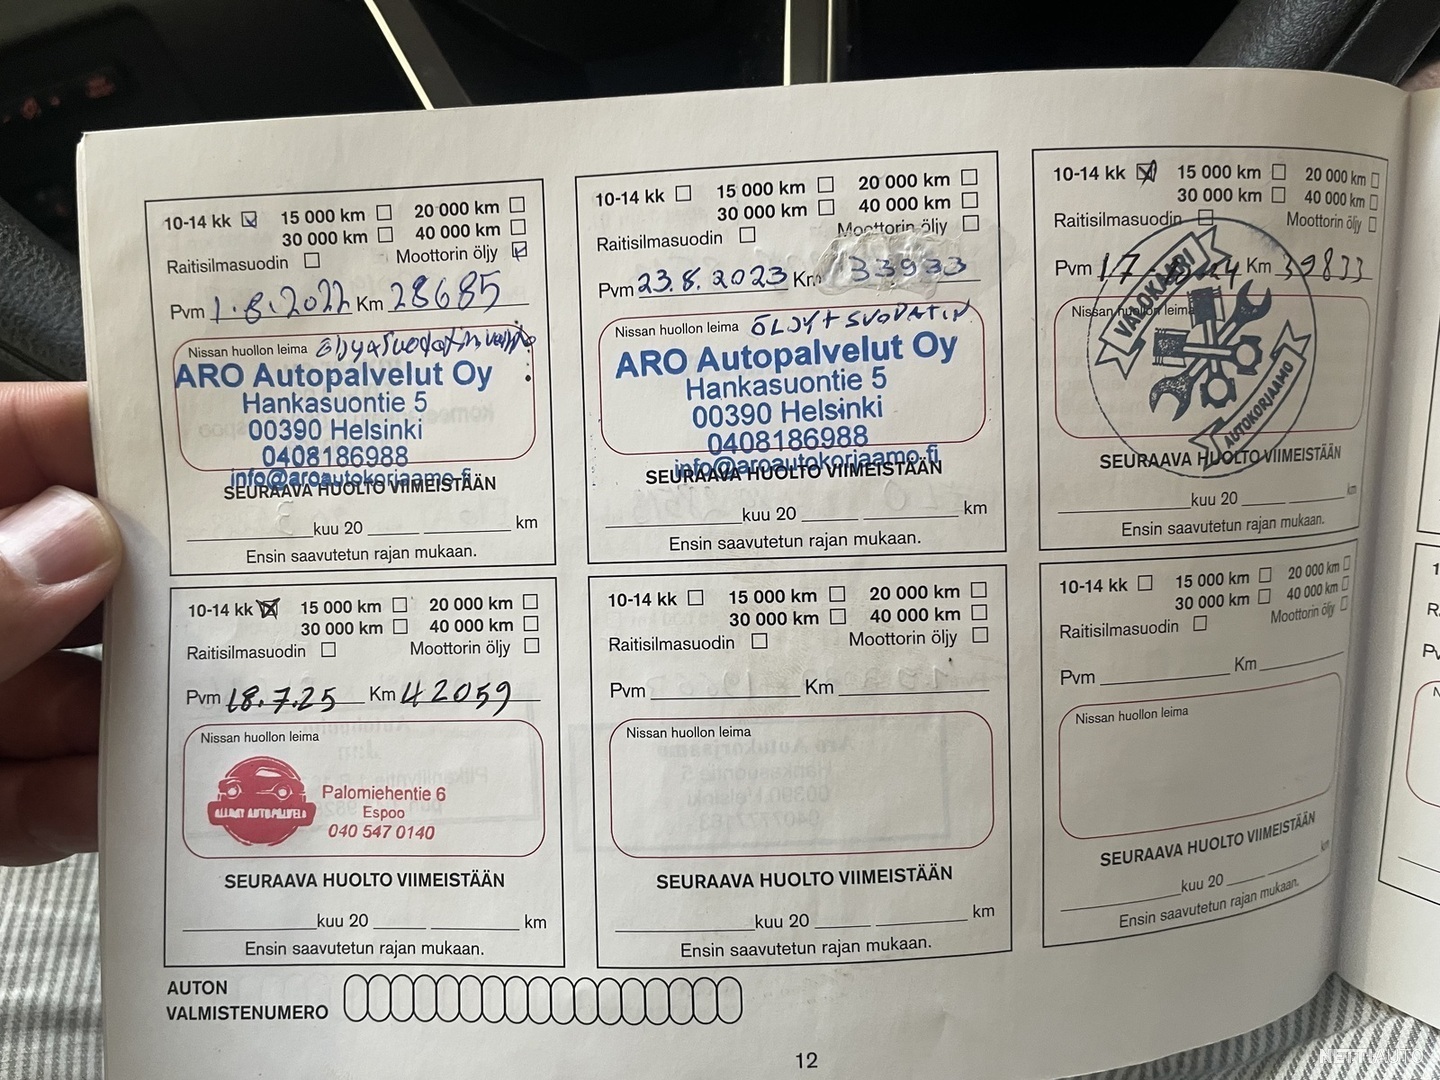 10-14 kk 15 000 km 20 000 km
30 000 km 40 000 km
Raitisilmasuodin Moottorin öljy
Pvm 1.8.2022 Km 28685
Nissan huollon leima
ARO Autopalvelut Oy
Hankasuontie 5
00390 Helsinki
0408186988
info@aroautokorjaamo.fi
SEURAAVA HUOLTO VIIMEISTÄÄN
kuu 20 km
Ensin saavutetun rajan mukaan.
10-14 kk 15 000 km 20 000 km
30 000 km 40 000 km
Raitisilmasuodin Moottorin öljy
Pvm 23.8.2023 Km 33933
Nissan huollon leima ÖLJY + SUODATIN
ARO Autopalvelut Oy
Hankasuontie 5
00390 Helsinki
0408186988
info@aroautokorjaamo.fi
SEURAAVA HUOLTO VIIMEISTÄÄN
kuu 20 km
Ensin saavutetun rajan mukaan.
10-14 kk 15 000 km 20 000 km
30 000 km 40 000 km
Raitisilmasuodin Moottorin öljy
Pvm Km 39833
Nissan huollon leima
VALOKAARI
AUTOKORJAAMO
SEURAAVA HUOLTO VIIMEISTÄÄN
kuu 20 km
Ensin saavutetun rajan mukaan.
10-14 kk 15 000 km 20 000 km
30 000 km 40 000 km
Raitisilmasuodin Moottorin öljy
Pvm 18.7.25 Km 42059
Nissan huollon leima
AUTOPALVELU
Palomiehentie 6
Espoo
040 547 0140
SEURAAVA HUOLTO VIIMEISTÄÄN
kuu 20 km
Ensin saavutetun rajan mukaan.
10-14 kk 15 000 km 20 000 km
30 000 km 40 000 km
Raitisilmasuodin Moottorin öljy
Pvm Km
Nissan huollon leima
SEURAAVA HUOLTO VIIMEISTÄÄN
kuu 20 km
Ensin saavutetun rajan mukaan.
10-14 kk 15 000 km 20 000 km
30 000 km 40 000 km
Raitisilmasuodin Moottorin öljy
Pvm Km
Nissan huollon leima
SEURAAVA HUOLTO VIIMEISTÄÄN
kuu 20 km
Ensin saavutetun rajan mukaan.
AUTON
VALMISTENUMERO
12
NETTIAUTO